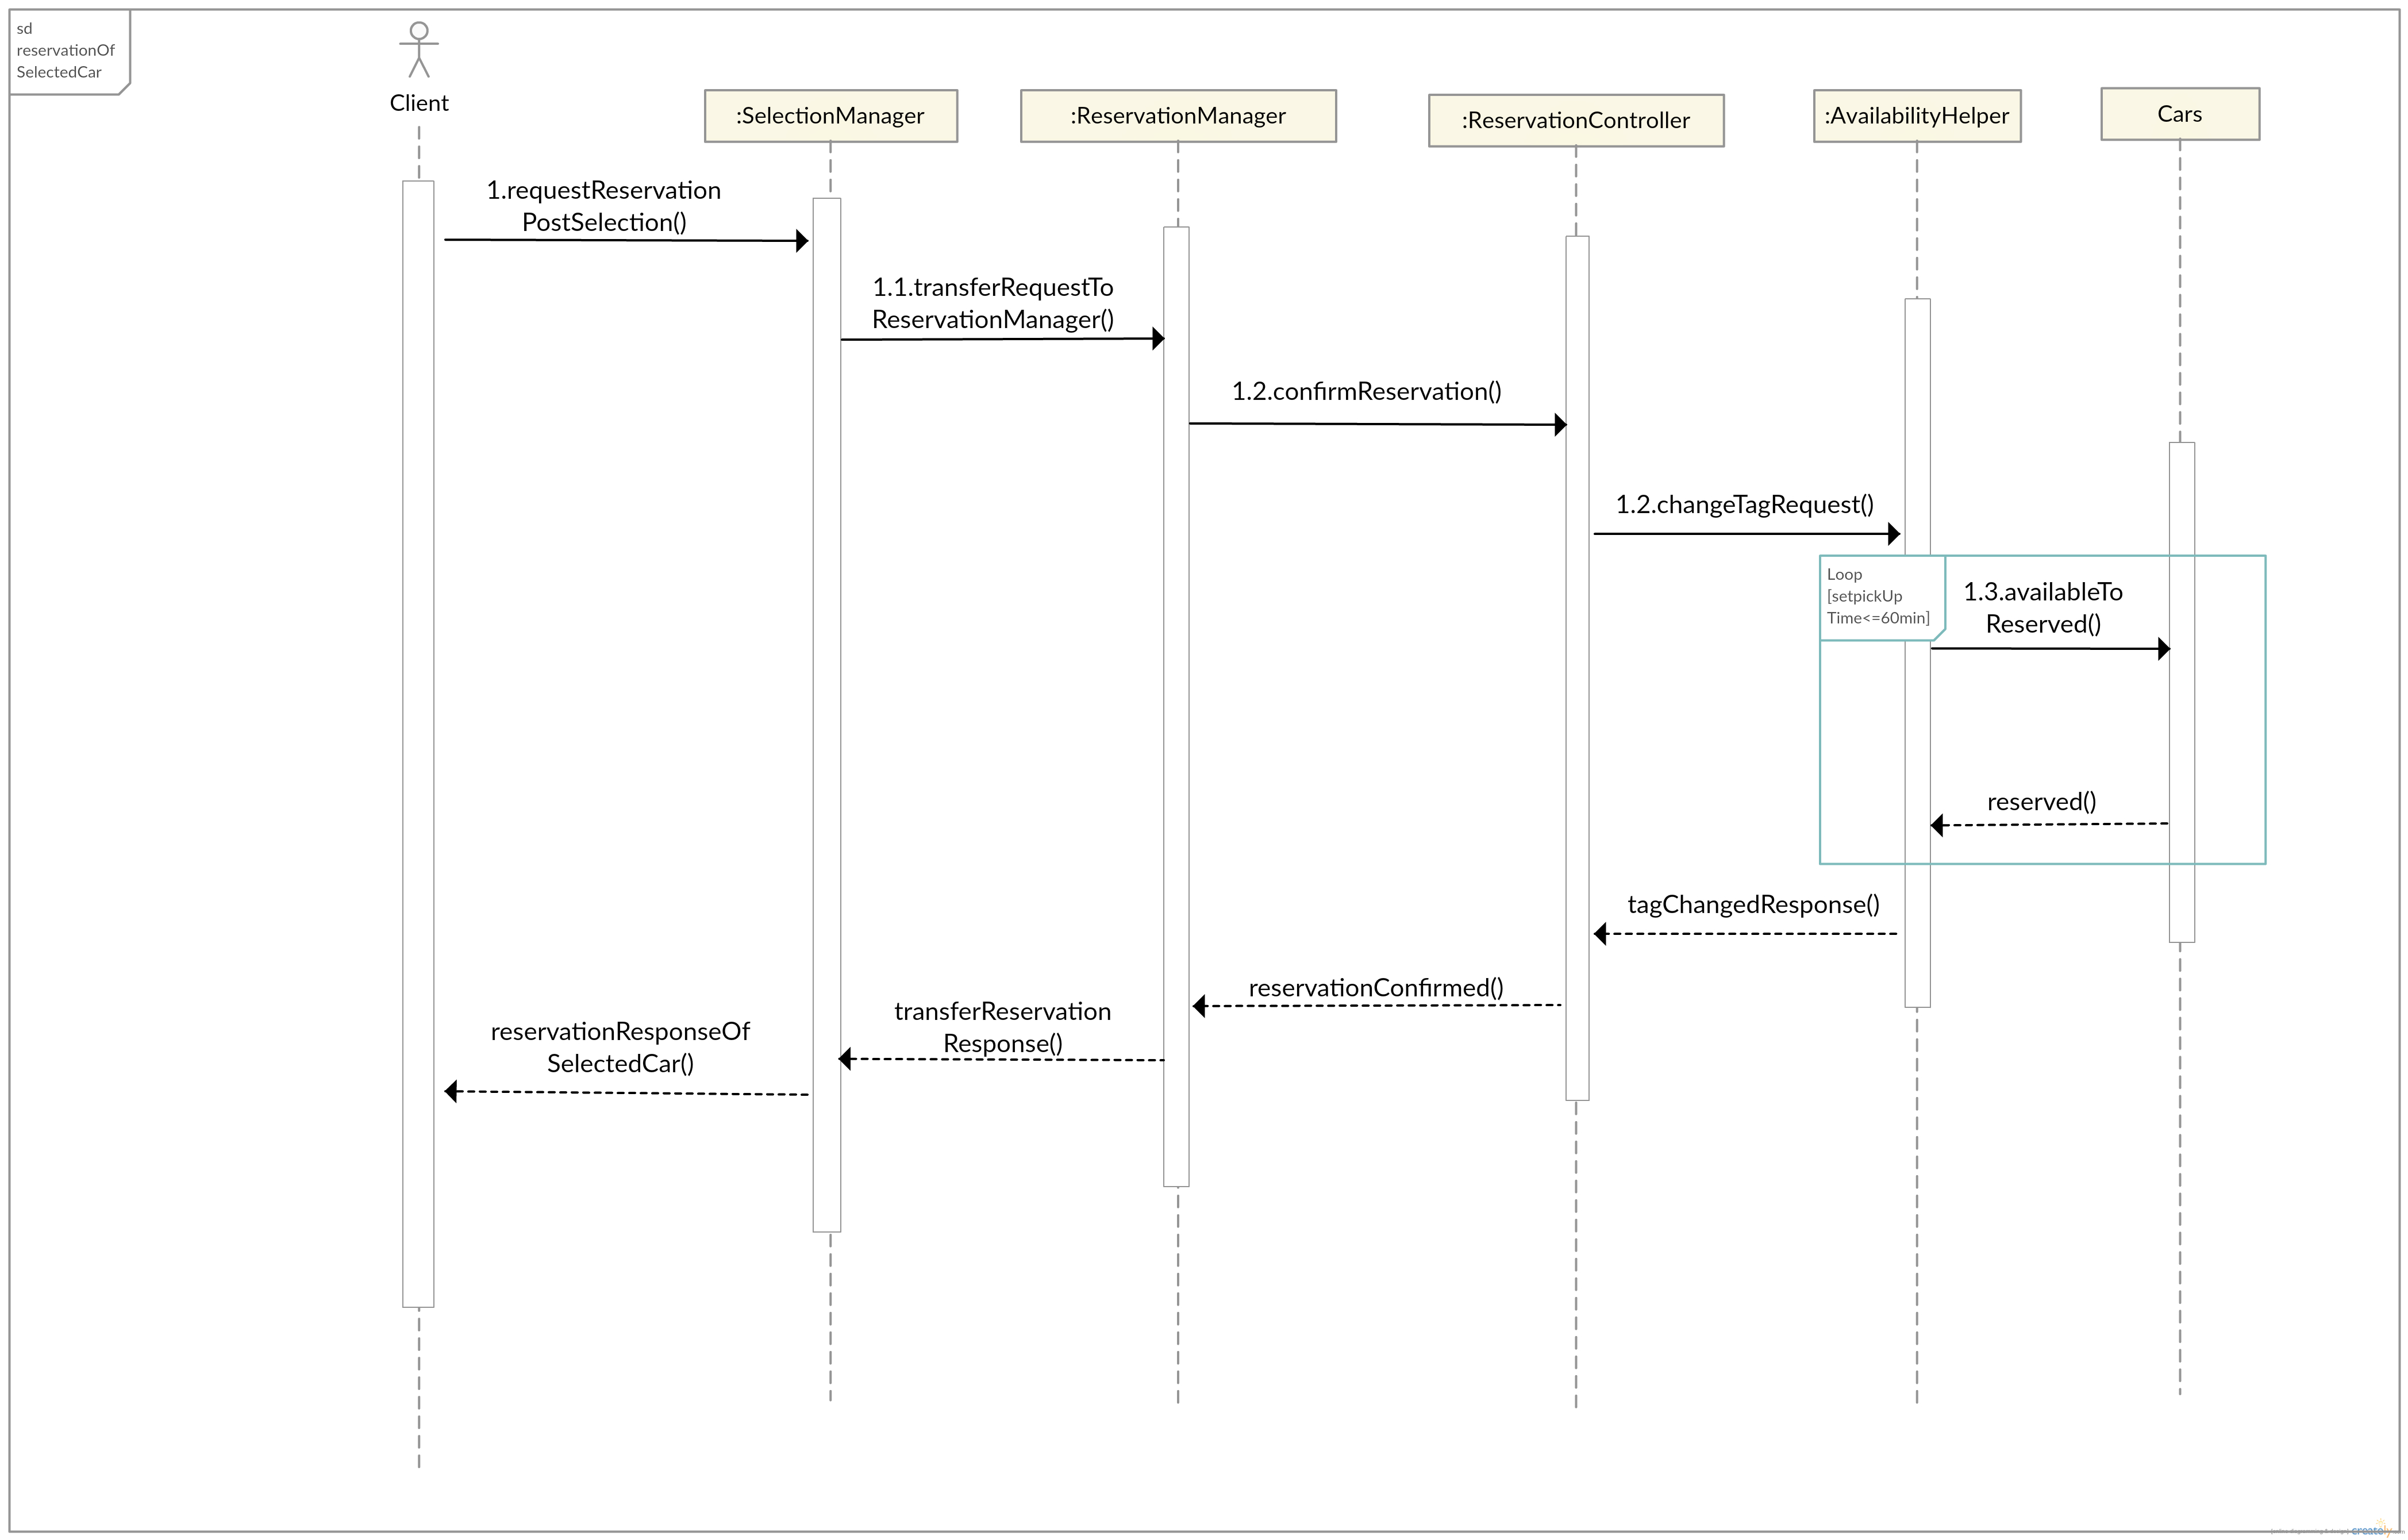 sd
reservationOf
SelectedCar
Client
:SelectionManager
:ReservationManager
:ReservationController
:AvailabilityHelper
Cars
1.requestReservation
PostSelection()
1.1.transferRequestTo
ReservationManager()
1.2.confirmReservation()
1.2.changeTagRequest()
Loop
[setpickUp
Time<=60min]
1.3.availableTo
Reserved()
reserved()
tagChangedResponse()
reservationConfirmed()
transferReservation
Response()
reservationResponseOf
SelectedCar()
creately